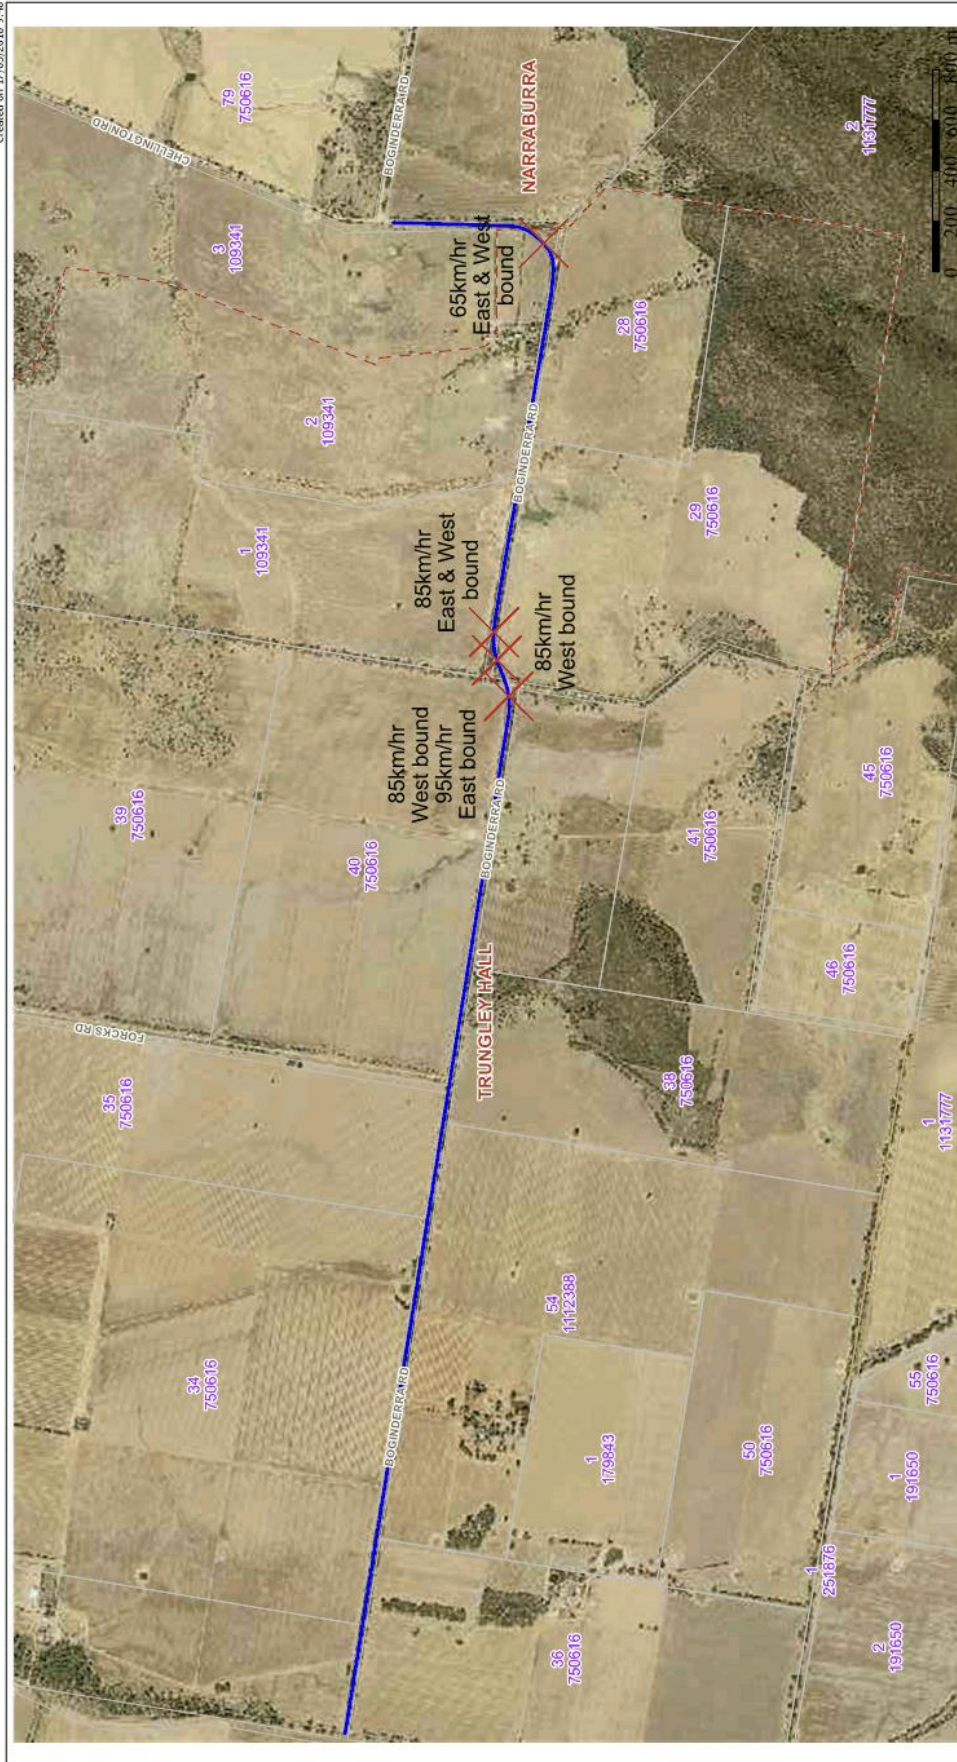 CHELLINGTON RD
79
750616
BOGINDERRA RD
NARRABURRA
2
1131777
3
109341
65km/hr
East & West
bound
28
750616
2
109341
BOGINDERRA RD
1
109341
85km/hr
East & West
bound
29
750616
85km/hr
West bound
85km/hr
West bound
95km/hr
East bound
39
750616
40
750616
BOGINDERRA RD
41
750616
45
750616
46
750616
TRUNGLEY HALL
FORCKS RD
35
750616
38
750616
1
1131777
34
750616
54
1112388
BOGINDERRA RD
1
179843
50
750616
55
750616
1
191650
1
251876
36
750616
2
191650
0 200 400 600 800 m